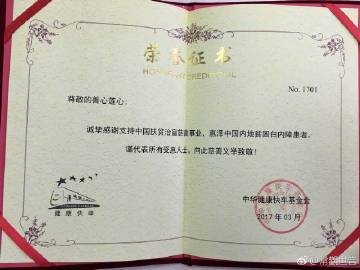 荣誉证书
HONORARY CREDENTIAL
No. 1701
尊敬的善心莲心：
诚挚感谢支持中国扶贫治盲慈善事业、惠泽中国内地贫困白内障患者。
谨代表所有受惠人士，向此慈善义举致敬！
健康快车
中华健康快车基金会
2017年03月